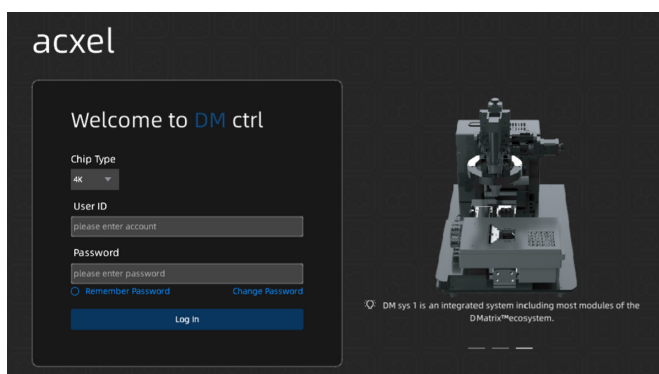 acxel
Welcome to DM ctrl
Chip Type
4K
User ID
please enter account
Password
please enter password
Remember Password
Change Password
Log In
DM sys 1 is an integrated system including most modules of the
DMatrix™ecosystem.